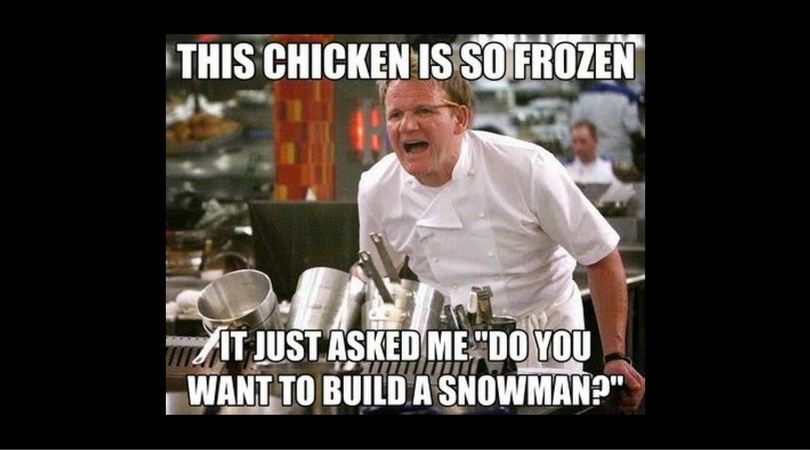 THIS CHICKEN IS SO FROZEN
IT JUST ASKED ME "DO YOU
WANT TO BUILD A SNOWMAN?"